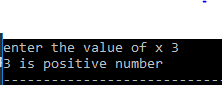 enter the value of x 3
3 is positive number
--------------------------------